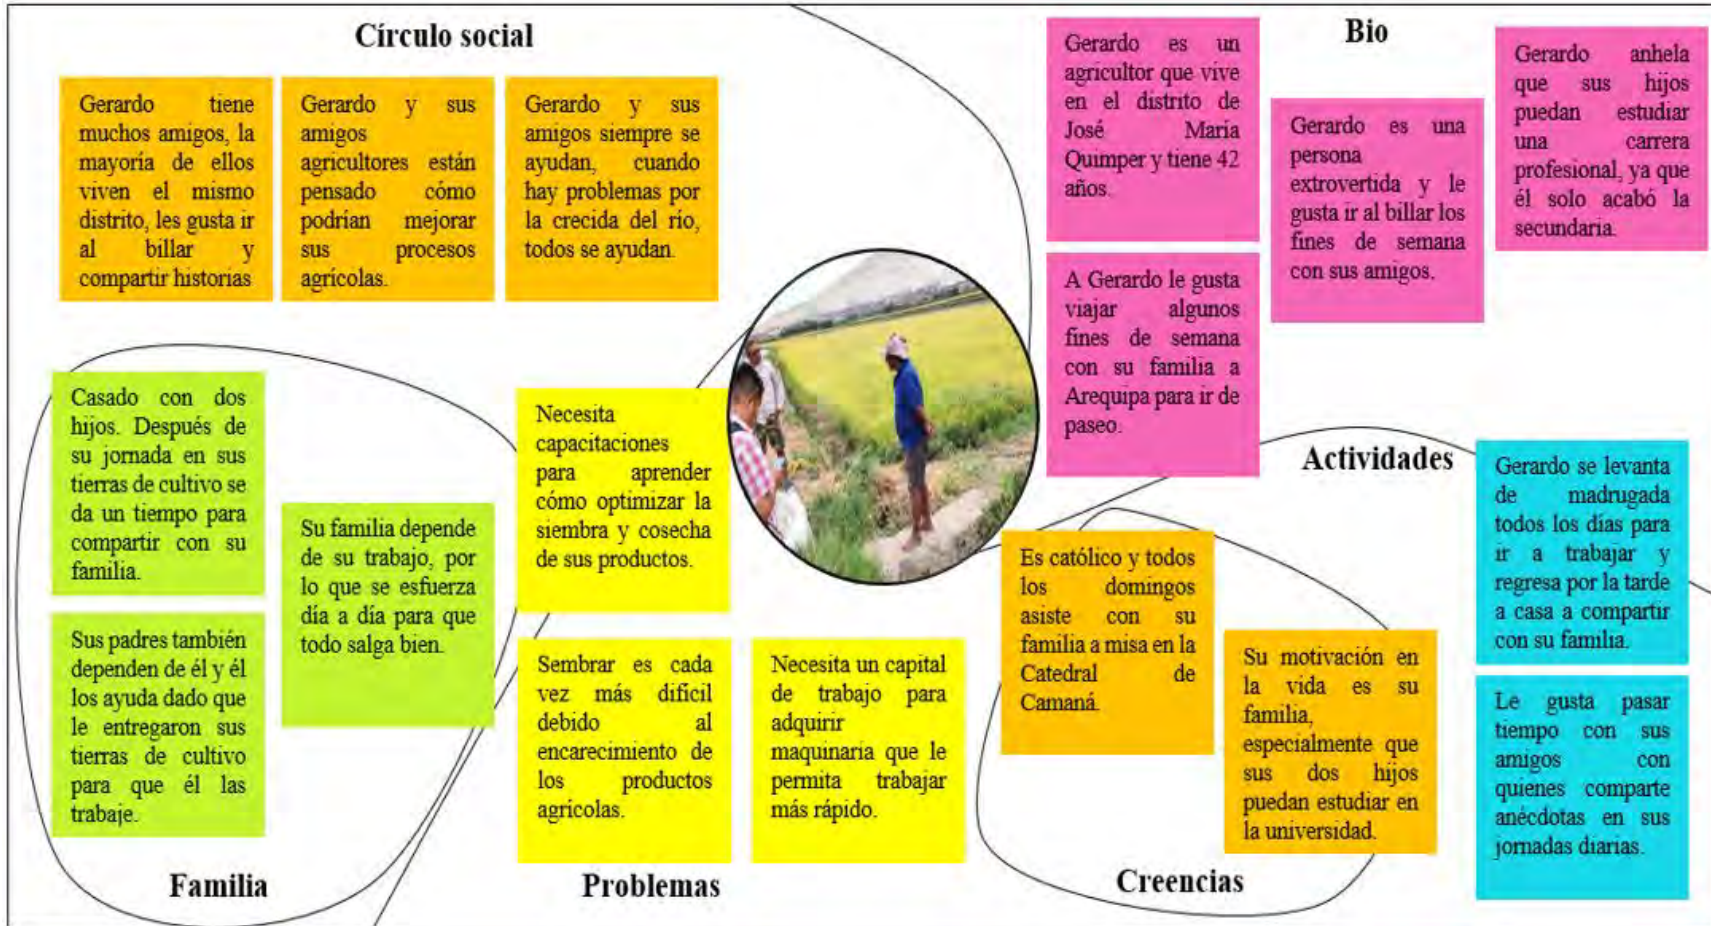 Círculo social
Gerardo tiene
muchos amigos, la
mayoría de ellos
viven el mismo
distrito, les gusta ir
al billar y
compartir historias
Gerardo y sus
amigos
agricultores están
pensado cómo
podrían mejorar
sus procesos
agrícolas.
Gerardo y sus
amigos siempre se
ayudan, cuando
hay problemas por
la crecida del río,
todos se ayudan.
Bio
Gerardo es un
agricultor que vive
en el distrito de
José María
Quimper y tiene 42
años.
Gerardo es una
persona
extrovertida y le
gusta ir al billar los
fines de semana
con sus amigos.
Gerardo anhela
que sus hijos
puedan estudiar
una carrera
profesional, ya que
él solo acabó la
secundaria.
A Gerardo le gusta
viajar algunos
fines de semana
con su familia a
Arequipa para ir de
paseo.
Casado con dos
hijos. Después de
su jornada en sus
tierras de cultivo se
da un tiempo para
compartir con su
familia.
Su familia depende
de su trabajo, por
lo que se esfuerza
día a día para que
todo salga bien.
Sus padres también
dependen de él y él
los ayuda dado que
le entregaron sus
tierras de cultivo
para que él las
trabaje.
Familia
Necesita
capacitaciones
para aprender
cómo optimizar la
siembra y cosecha
de sus productos.
Sembrar es cada
vez más difícil
debido al
encarecimiento de
los productos
agrícolas.
Necesita un capital
de trabajo para
adquirir
maquinaria que le
permita trabajar
más rápido.
Problemas
Es católico y todos
los domingos
asiste con su
familia a misa en la
Catedral de
Camaná.
Su motivación en
la vida es su
familia,
especialmente que
sus dos hijos
puedan estudiar en
la universidad.
Creencias
Actividades
Gerardo se levanta
de madrugada
todos los días para
ir a trabajar y
regresa por la tarde
a casa a compartir
con su familia.
Le gusta pasar
tiempo con sus
amigos con
quienes comparte
anécdotas en sus
jornadas diarias.